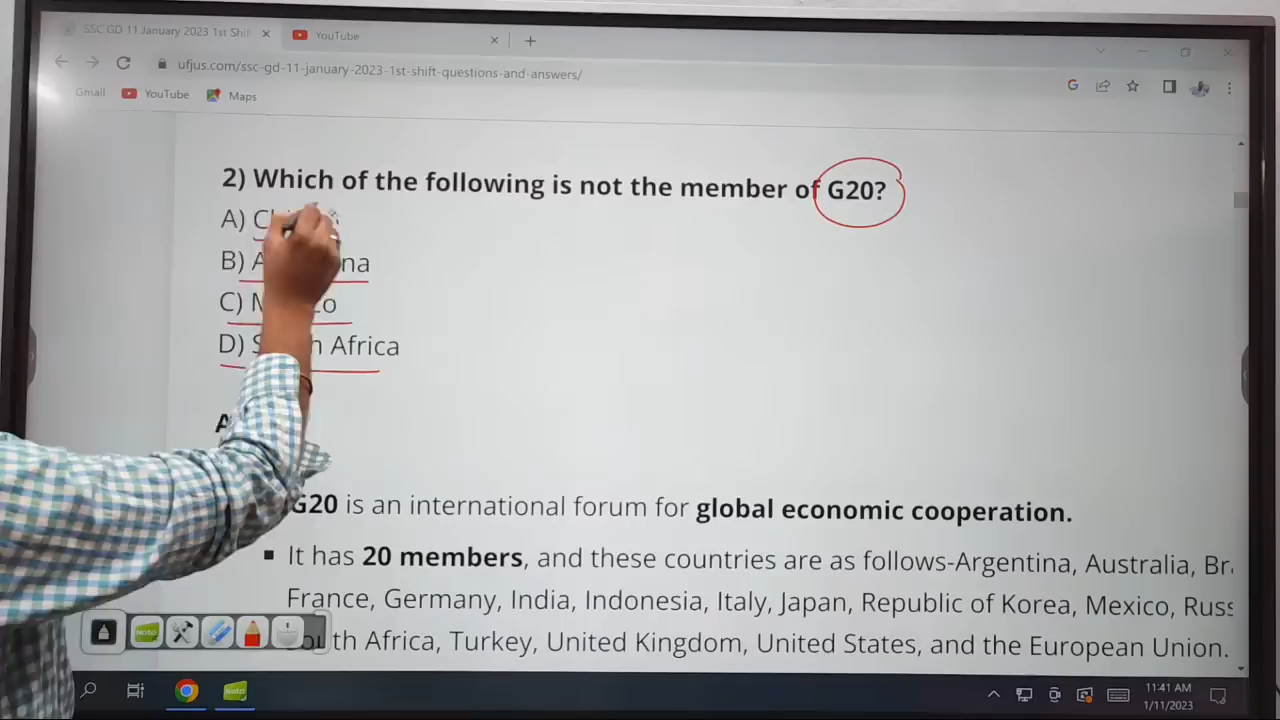 SSC GD 11 January 2023 1st Shif
YouTube
ufjus.com/ssc-gd-11-january-2023-1st-shift-questions-and-answers/
Gmail YouTube Maps
2) Which of the following is not the member of G20?
A)
B)
C)
D) Africa
G20 is an international forum for global economic cooperation.
▪ It has 20 members, and these countries are as follows-Argentina, Australia,
France, Germany, India, Indonesia, Italy, Japan, Republic of Korea, Mexico,
Africa, Turkey, United Kingdom, United States, and the European Union.
Note
Note
11:41 AM
1/11/2023